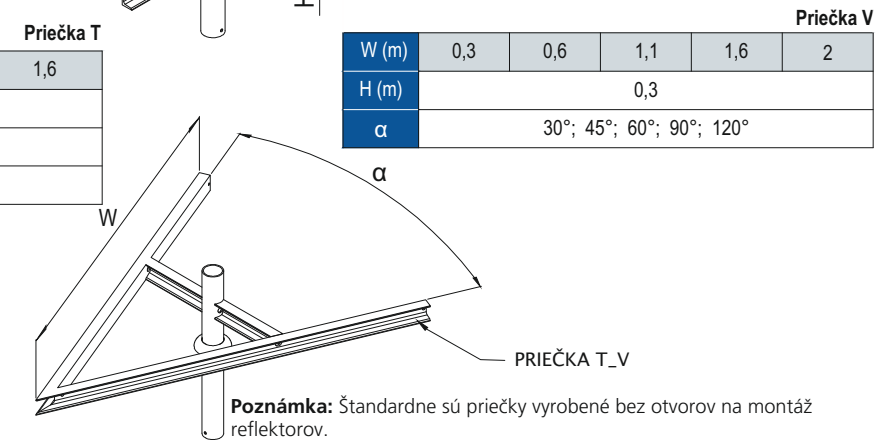 H
Priečka T
1,6
Priečka V
W (m) 0,3 0,6 1,1 1,6 2
H (m) 0,3
α 30°; 45°; 60°; 90°; 120°
W
α
PRIEČKA T_V
Poznámka: Štandardne sú priečky vyrobené bez otvorov na montáž
reflektorov.